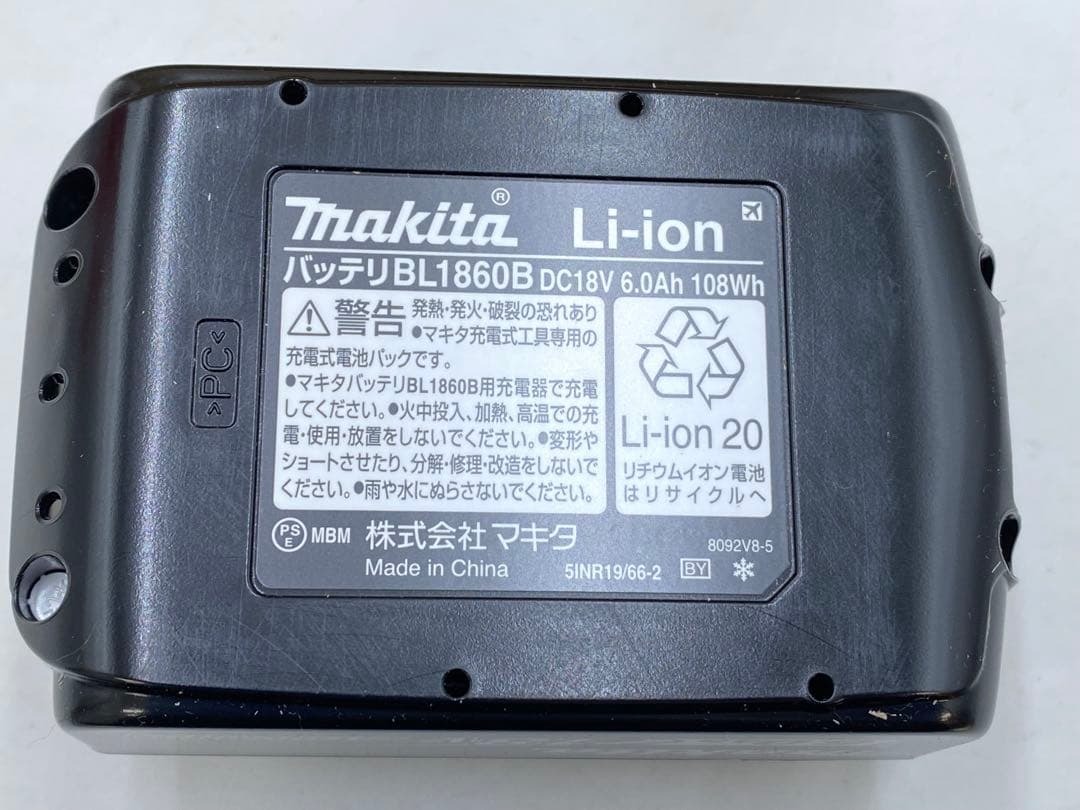 makita® Li-ion
バッテリBL1860B DC18V 6.0Ah 108Wh
警告 発熱・発火・破裂の恐れあり
●マキタ充電式工具専用の
充電式電池パックです。
●マキタバッテリBL1860B用充電器で充電
してください。●火中投入、加熱、高温での充
電・使用・放置をしないでください。●変形や
ショートさせたり、分解・修理・改造をしないで
ください。●雨や水にぬらさないでください。
Li-ion 20
リチウムイオン電池
はリサイクルへ
PS
E
MBM 株式会社マキタ
8092V8-5
Made in China 5INR19/66-2 BY
>PC<